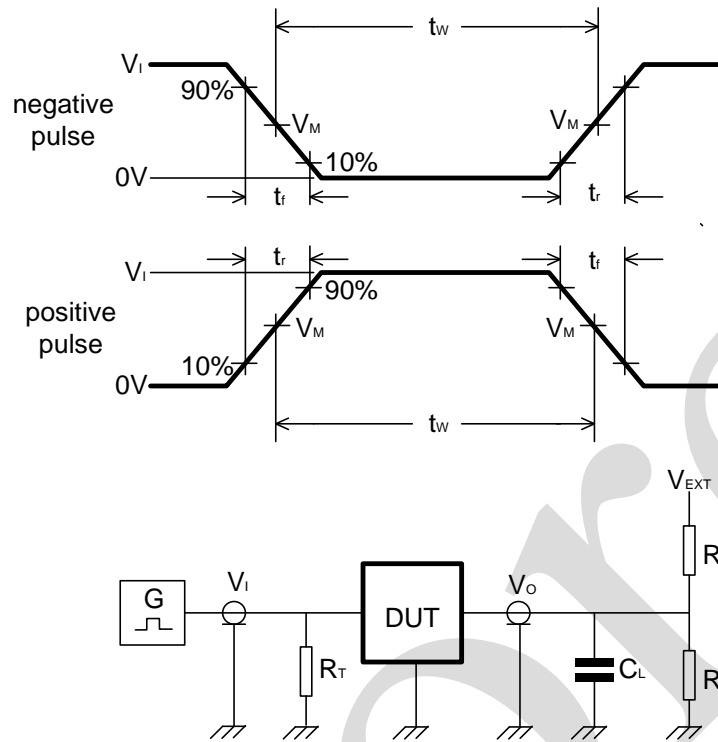 tW
VI
90%
negative
pulse
VM
VM
10%
0V
tf
tr
tr
tf
VI
90%
positive
pulse
VM
VM
10%
0V
tW
VEXT
R
G
VI
DUT
VO
RT
CL
R